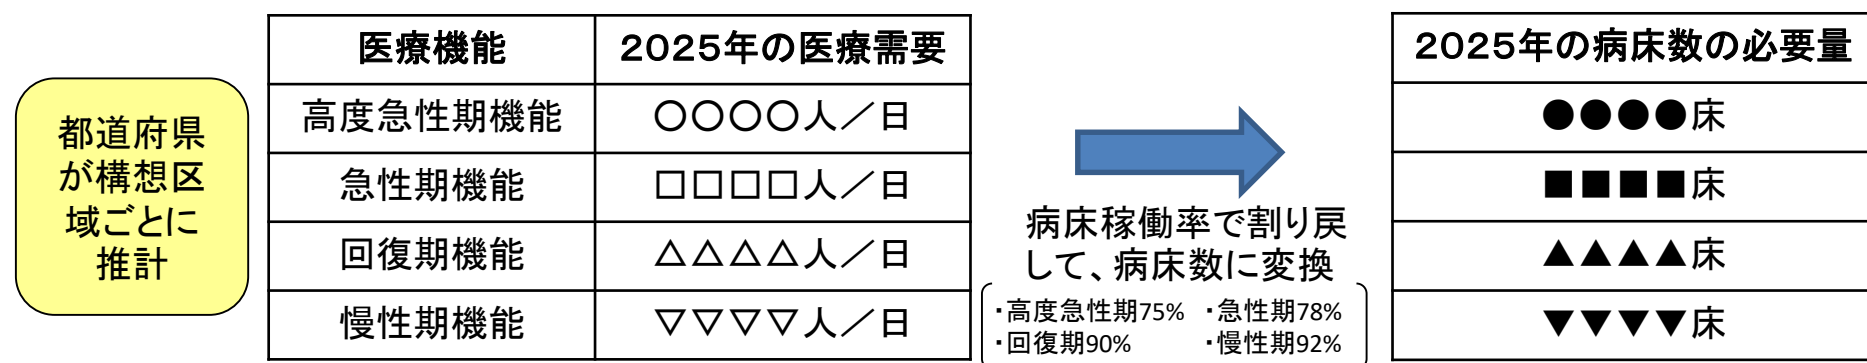 都道府県
が構想区
域ごとに
推計
医療機能 2025年の医療需要
高度急性期機能 〇〇〇〇人／日
急性期機能 □□□□人／日
回復期機能 △△△△人／日
慢性期機能 ▽▽▽▽人／日
病床稼働率で割り戻
して、病床数に変換
・高度急性期75% ・急性期78%
・回復期90% ・慢性期92%
2025年の病床数の必要量
●●●●床
■■■■床
▲▲▲▲床
▼▼▼▼床